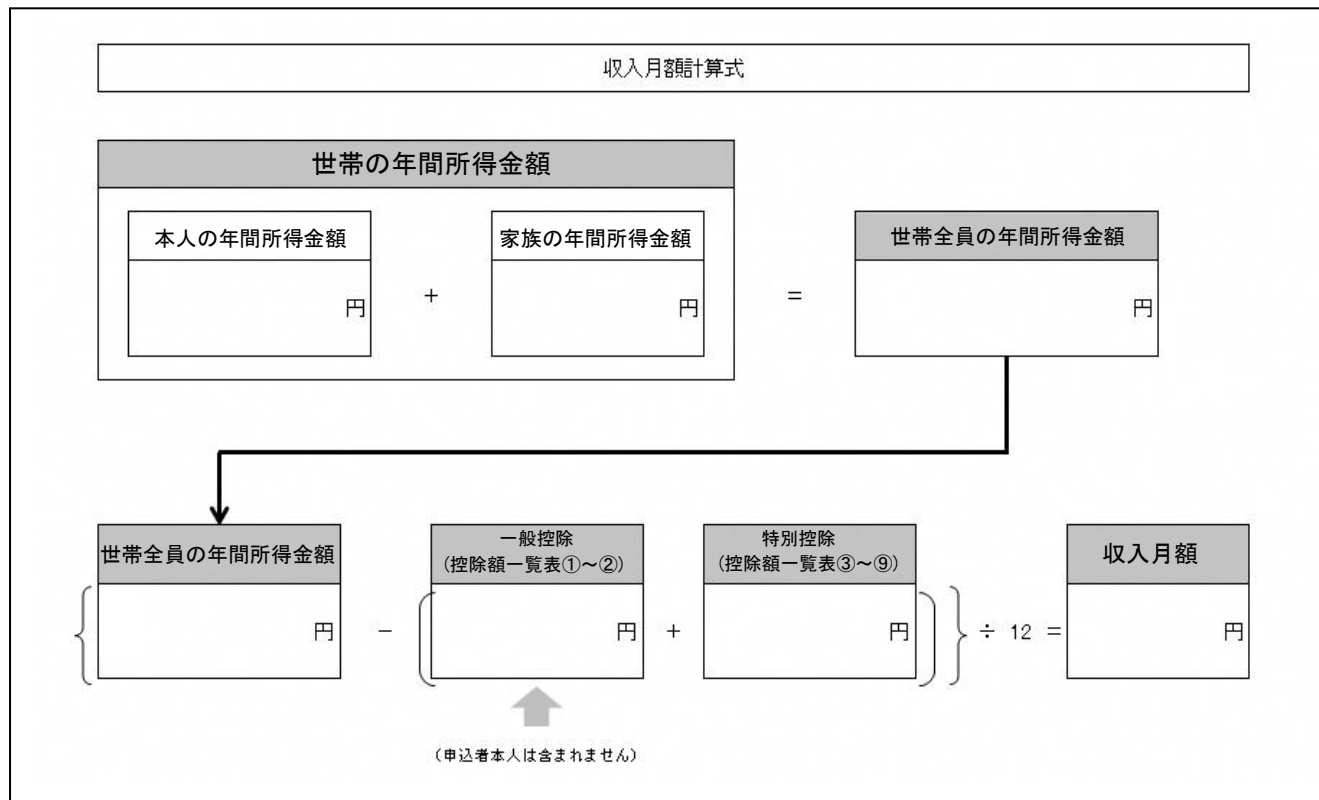 収入月額計算式
世帯の年間所得金額
本人の年間所得金額
家族の年間所得金額
世帯全員の年間所得金額
円 + 円 = 円
世帯全員の年間所得金額
一般控除
(控除額一覧表①～②)
特別控除
(控除額一覧表③～⑨)
収入月額
{ 円 - ( 円 + 円 ) } ÷ 12 = 円
(申込者本人は含まれません)